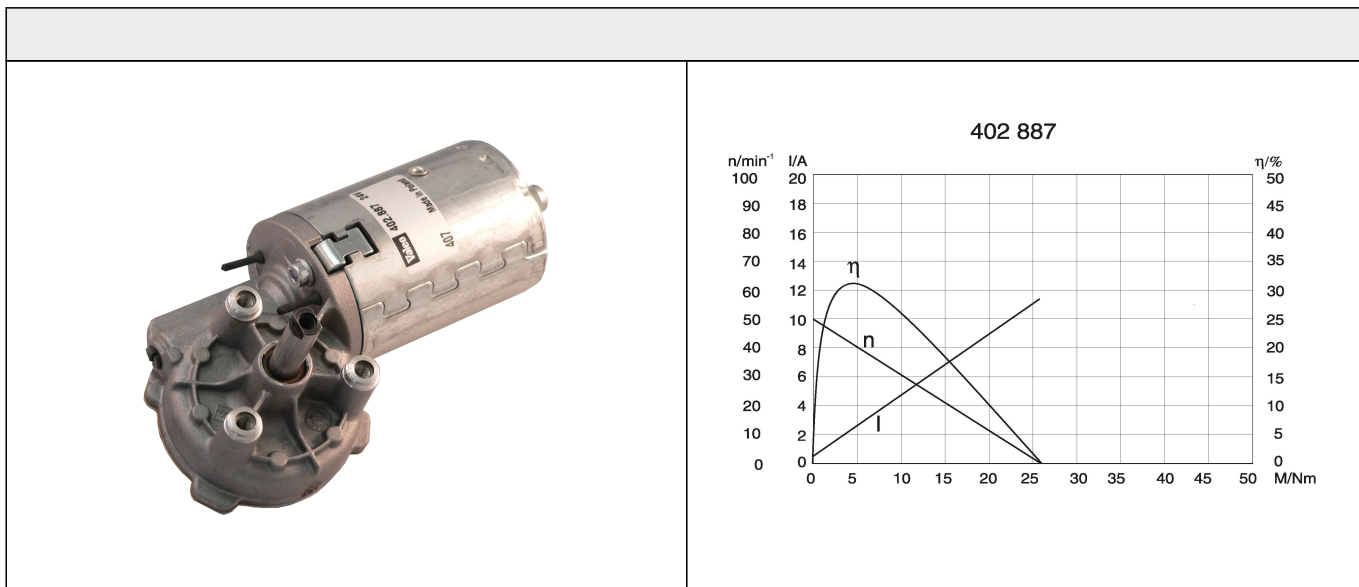 407
Valeo 402.887 24V
Made in Poland
402 887
n/min⁻¹ I/A η/%
100 20 50
90 18 45
80 16 40
70 14 35
60 12 30
50 10 25
40 8 20
30 6 15
20 4 10
10 2 5
0 0 0
η
n
I
0 5 10 15 20 25 30 35 40 45 50 M/Nm